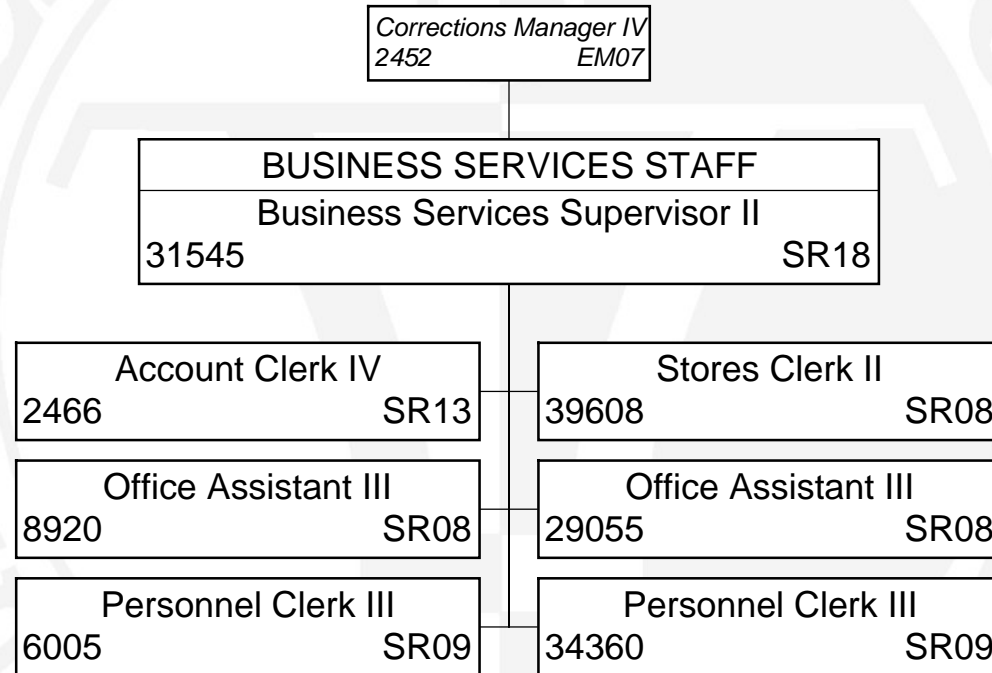 Corrections Manager IV
2452 EM07
BUSINESS SERVICES STAFF
Business Services Supervisor II
31545 SR18
Account Clerk IV
2466 SR13
Stores Clerk II
39608 SR08
Office Assistant III
8920 SR08
Office Assistant III
29055 SR08
Personnel Clerk III
6005 SR09
Personnel Clerk III
34360 SR09